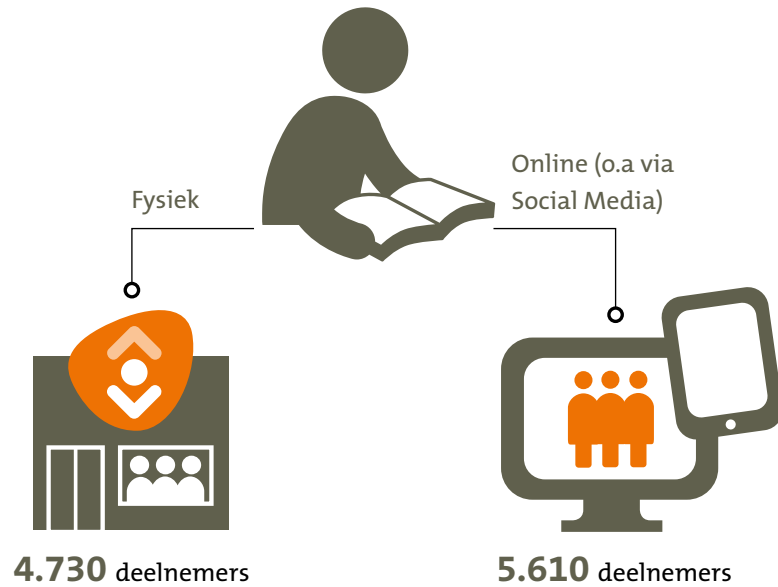 Fysiek
Online (o.a via
Social Media)
4.730 deelnemers
5.610 deelnemers